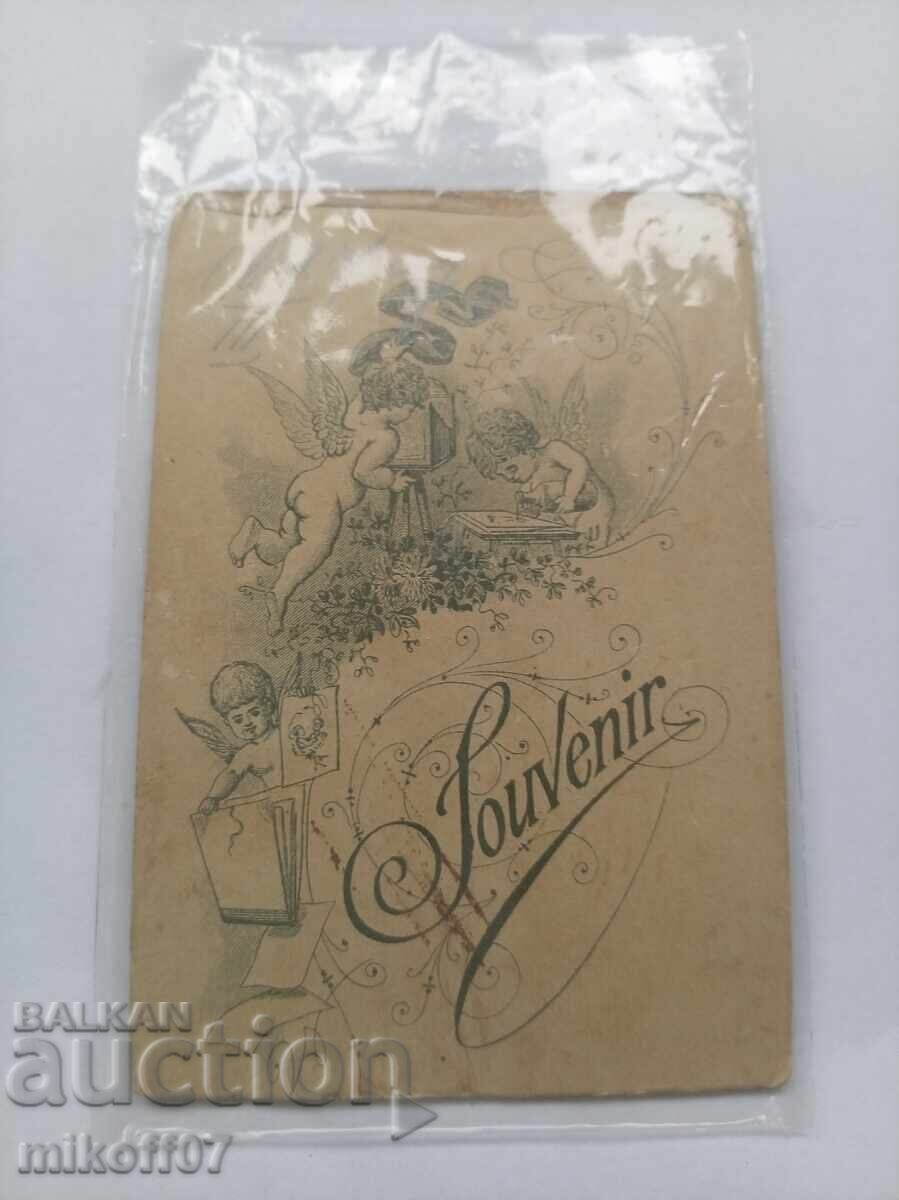 Souvenir
BALKAN
auction
mikoff07